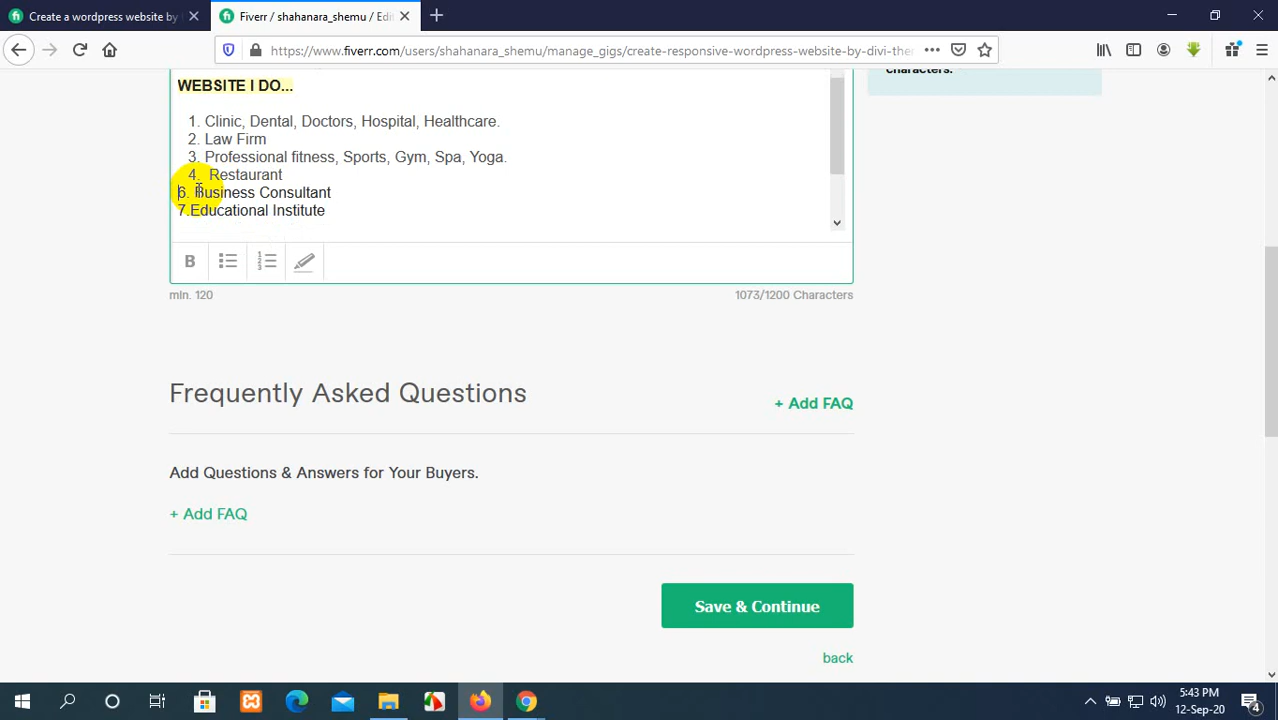 Create a wordpress website by
Fiverr / shahanara_shemu / Edi
https://www.fiverr.com/users/shahanara_shemu/manage_gigs/create-responsive-wordpress-website-by-divi-the
characters.
WEBSITE I DO...
1. Clinic, Dental, Doctors, Hospital, Healthcare.
2. Law Firm
3. Professional fitness, Sports, Gym, Spa, Yoga.
4. Restaurant
6. Business Consultant
7.Educational Institute
B
min. 120
1073/1200 Characters
Frequently Asked Questions
+ Add FAQ
Add Questions & Answers for Your Buyers.
+ Add FAQ
Save & Continue
back
5:43 PM
12-Sep-20
4